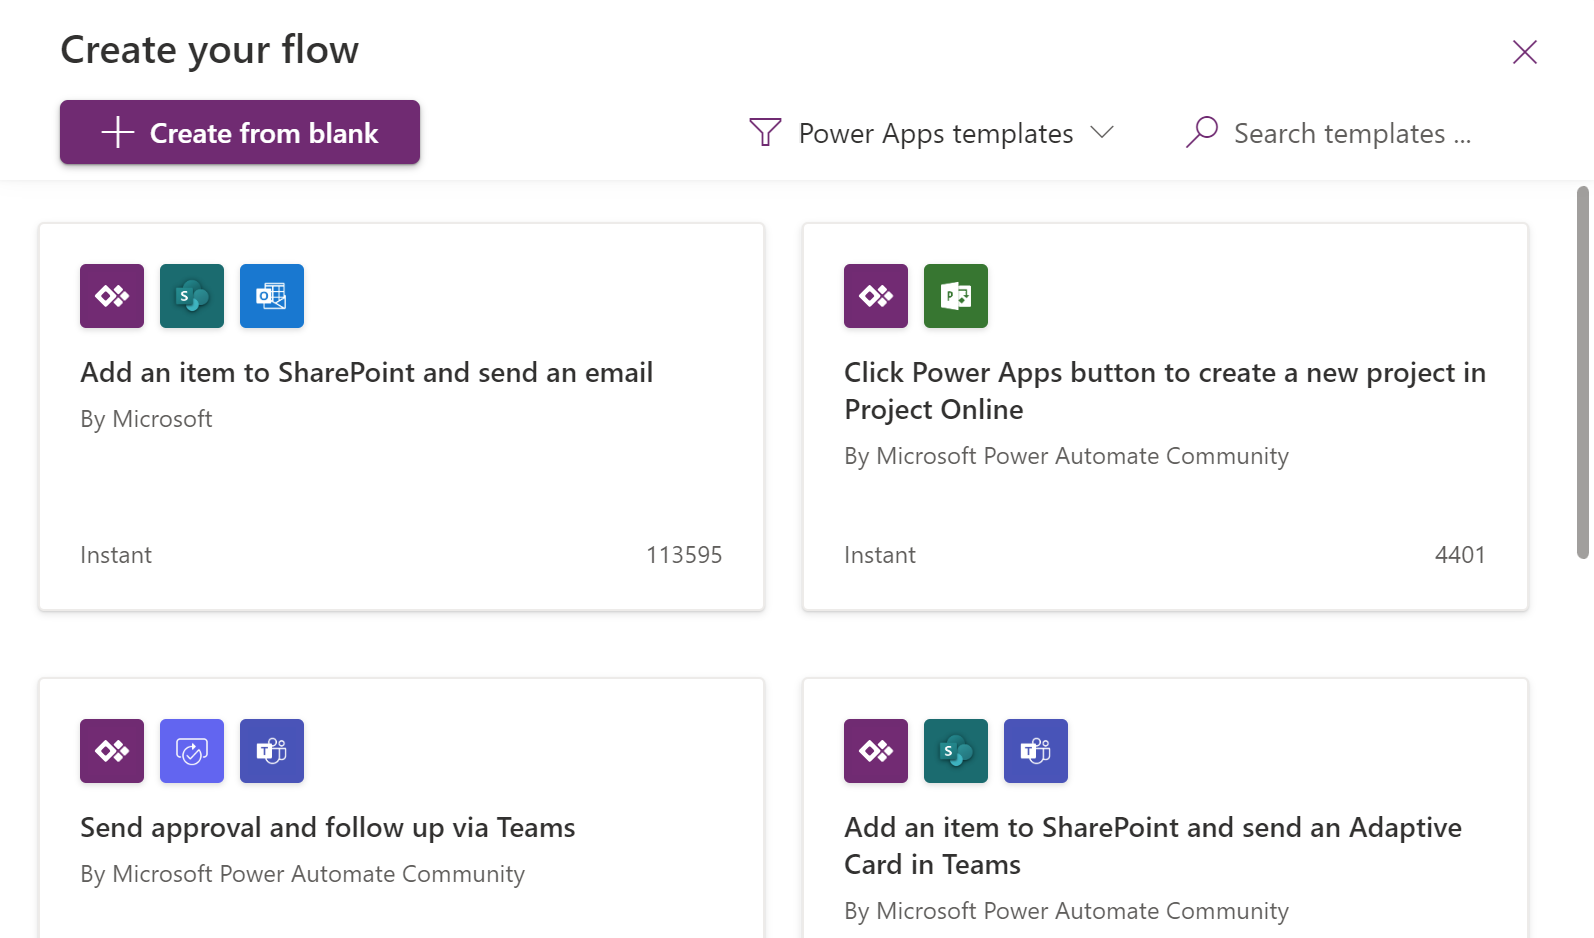 Create your flow
Create from blank
Power Apps templates
Search templates ...
S
O
Add an item to SharePoint and send an email
By Microsoft
Instant
113595
P
Click Power Apps button to create a new project in
Project Online
By Microsoft Power Automate Community
Instant
4401
T
Send approval and follow up via Teams
By Microsoft Power Automate Community
S
T
Add an item to SharePoint and send an Adaptive
Card in Teams
By Microsoft Power Automate Community